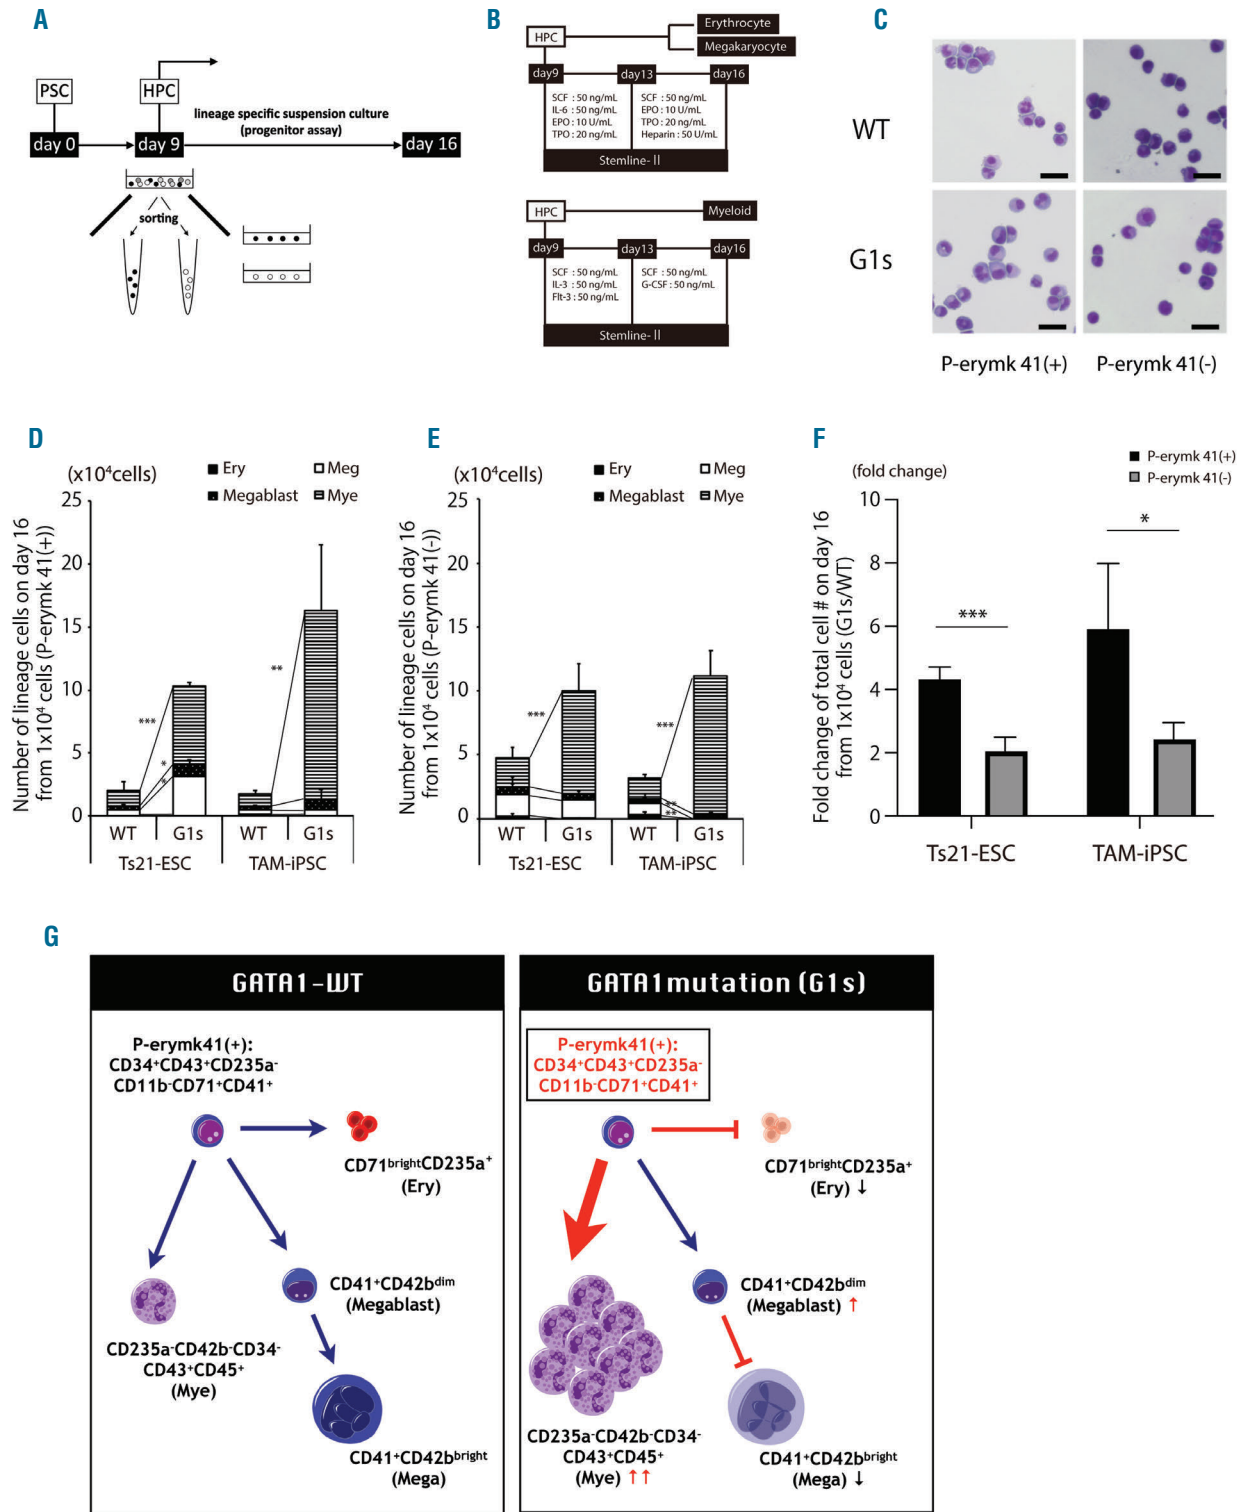 A
PSC
HPC
lineage specific suspension culture
(progenitor assay)
day 0
day 9
day 16
sorting
B
HPC
Erythrocyte
Megakaryocyte
day9
day13
day16
SCF : 50 ng/mL
IL-6 : 50 ng/mL
EPO : 10 U/mL
TPO : 20 ng/mL
SCF : 50 ng/mL
EPO : 10 U/mL
TPO : 20 ng/mL
Heparin : 50 U/mL
Stemline-II
HPC
Myeloid
day9
day13
day16
SCF : 50 ng/mL
IL-3 : 50 ng/mL
Flt-3 : 50 ng/mL
SCF : 50 ng/mL
G-CSF : 50 ng/mL
Stemline-II
C
WT
G1s
P-erymk 41(+)
P-erymk 41(-)
D
(x10⁴cells)
Ery
Meg
Megablast
Mye
Number of lineage cells on day 16
from 1x10⁴ cells (P-erymk 41(+))
25
20
15
10
5
0
***
*
*
**
WT
G1s
WT
G1s
Ts21-ESC
TAM-iPSC
E
(x10⁴cells)
Ery
Meg
Megablast
Mye
Number of lineage cells on day 16
from 1x10⁴ cells (P-erymk 41(-))
25
20
15
10
5
0
***
***
**
**
WT
G1s
WT
G1s
Ts21-ESC
TAM-iPSC
F
(fold change)
P-erymk 41(+)
P-erymk 41(-)
Fold change of total cell # on day 16
from 1x10⁴ cells (G1s/WT)
10
8
6
4
2
0
***
*
Ts21-ESC
TAM-iPSC
G
GATA1-WT
P-erymk41(+):
CD34⁺CD43⁺CD235a⁻
CD11b⁻CD71⁺CD41⁺
CD71ᵇʳⁱᵍʰᵗCD235a⁺
(Ery)
CD41⁺CD42bᵈⁱᵐ
(Megablast)
CD235a⁻CD42b⁻CD34⁻
CD43⁺CD45⁺
(Mye)
CD41⁺CD42bᵇʳⁱᵍʰᵗ
(Mega)
GATA1mutation (G1s)
P-erymk41(+):
CD34⁺CD43⁺CD235a⁻
CD11b⁻CD71⁺CD41⁺
CD71ᵇʳⁱᵍʰᵗCD235a⁺
(Ery) ↓
CD41⁺CD42bᵈⁱᵐ
(Megablast) ↑
CD235a⁻CD42b⁻CD34⁻
CD43⁺CD45⁺
(Mye) ↑↑
CD41⁺CD42bᵇʳⁱᵍʰᵗ
(Mega) ↓